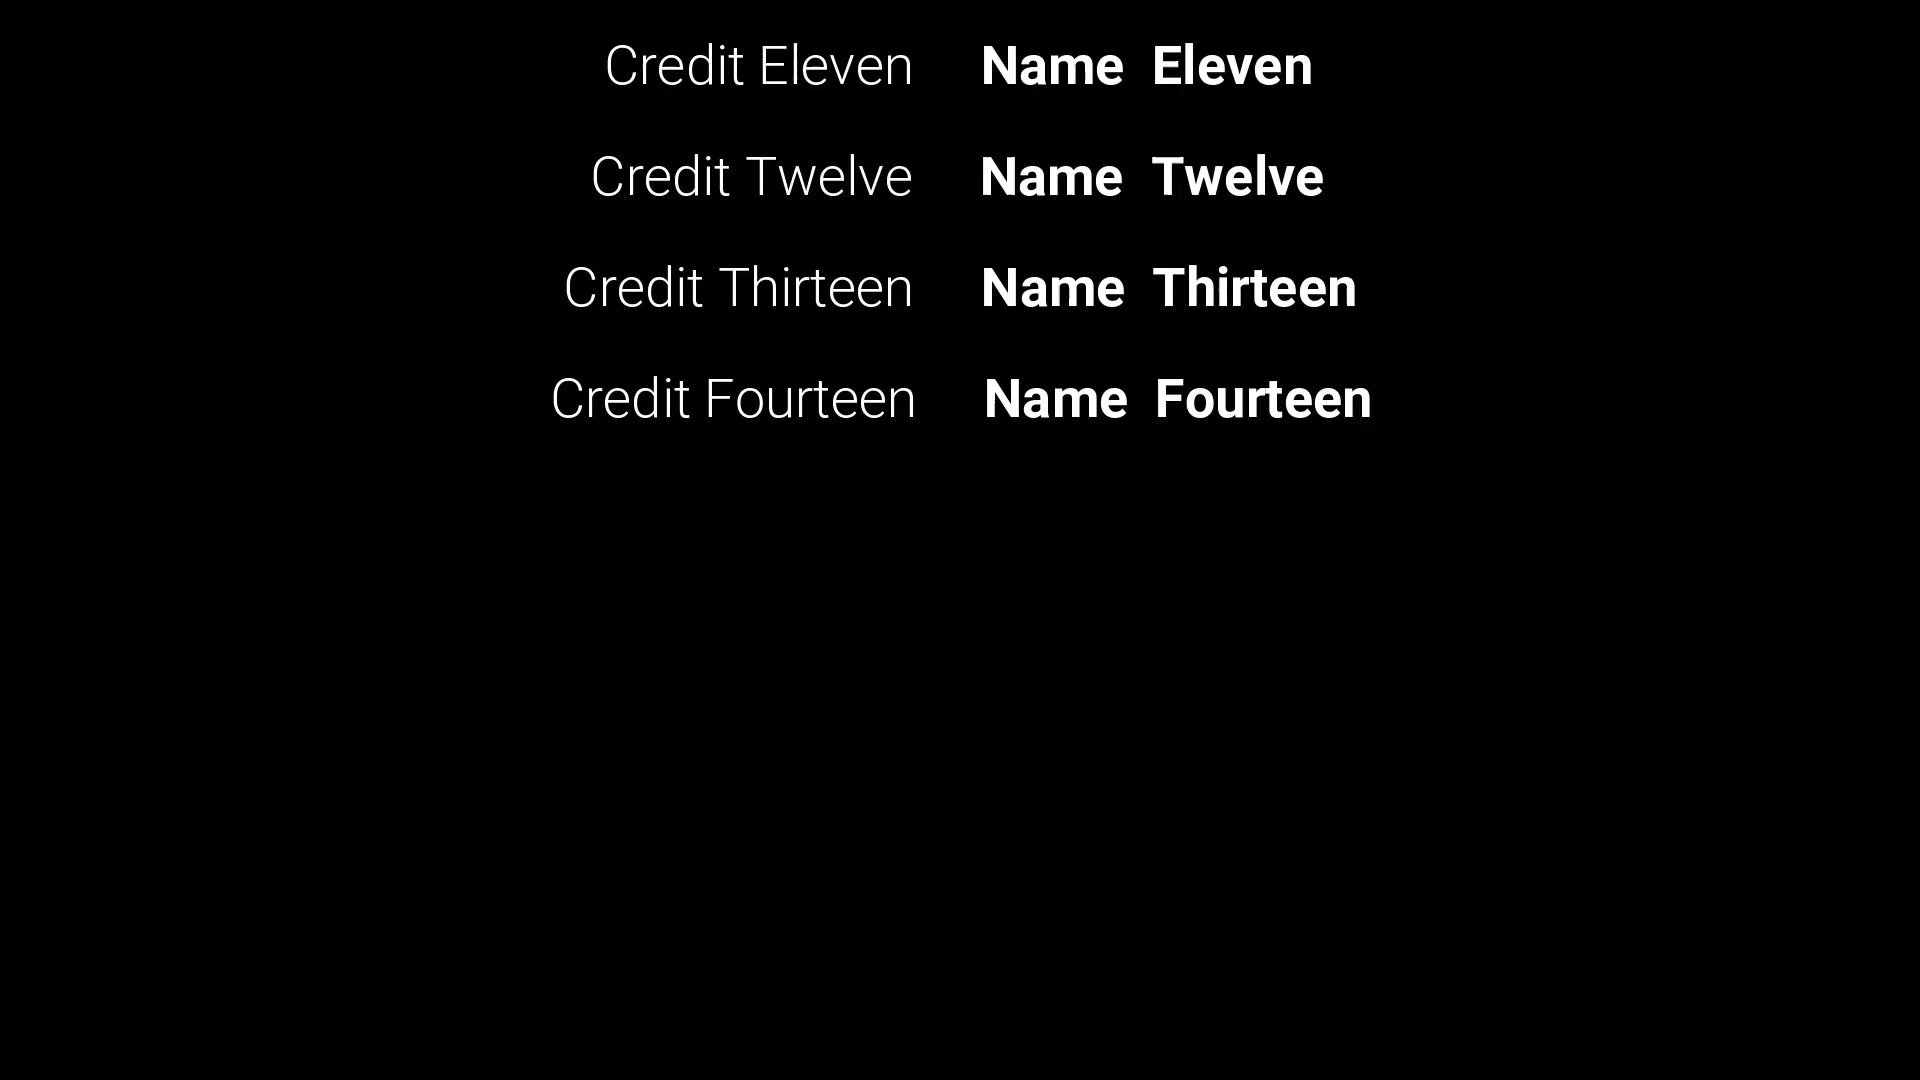 Credit Eleven Name Eleven
Credit Twelve Name Twelve
Credit Thirteen Name Thirteen
Credit Fourteen Name Fourteen